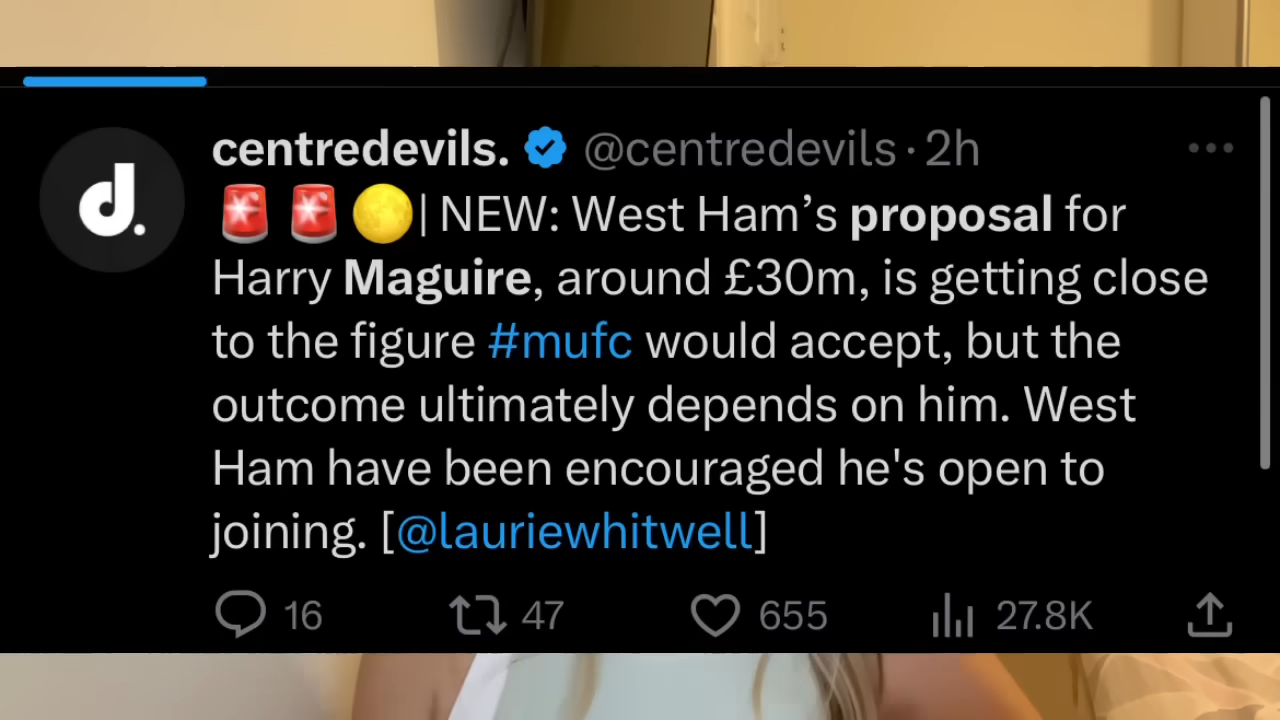 centredevils. @centredevils · 2h
🚨🚨🌕| NEW: West Ham’s proposal for
Harry Maguire, around £30m, is getting close
to the figure #mufc would accept, but the
outcome ultimately depends on him. West
Ham have been encouraged he's open to
joining. [@lauriewhitwell]
16 47 655 27.8K
d.